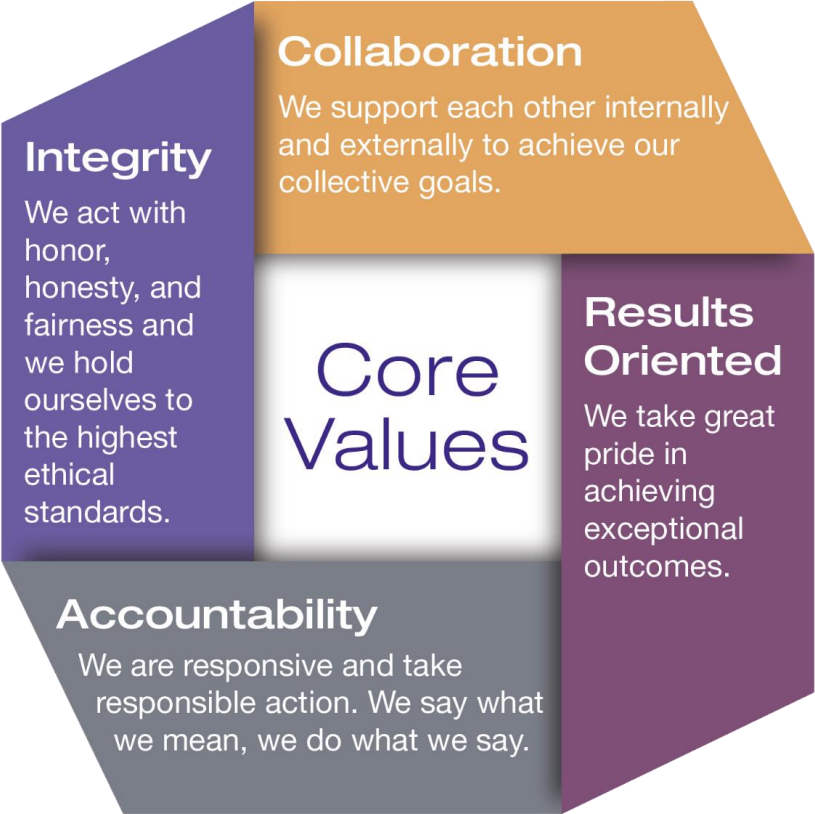 Collaboration
We support each other internally
and externally to achieve our
collective goals.
Integrity
We act with
honor,
honesty, and
fairness and
we hold
ourselves to
the highest
ethical
standards.
Core
Values
Results
Oriented
We take great
pride in
achieving
exceptional
outcomes.
Accountability
We are responsive and take
responsible action. We say what
we mean, we do what we say.